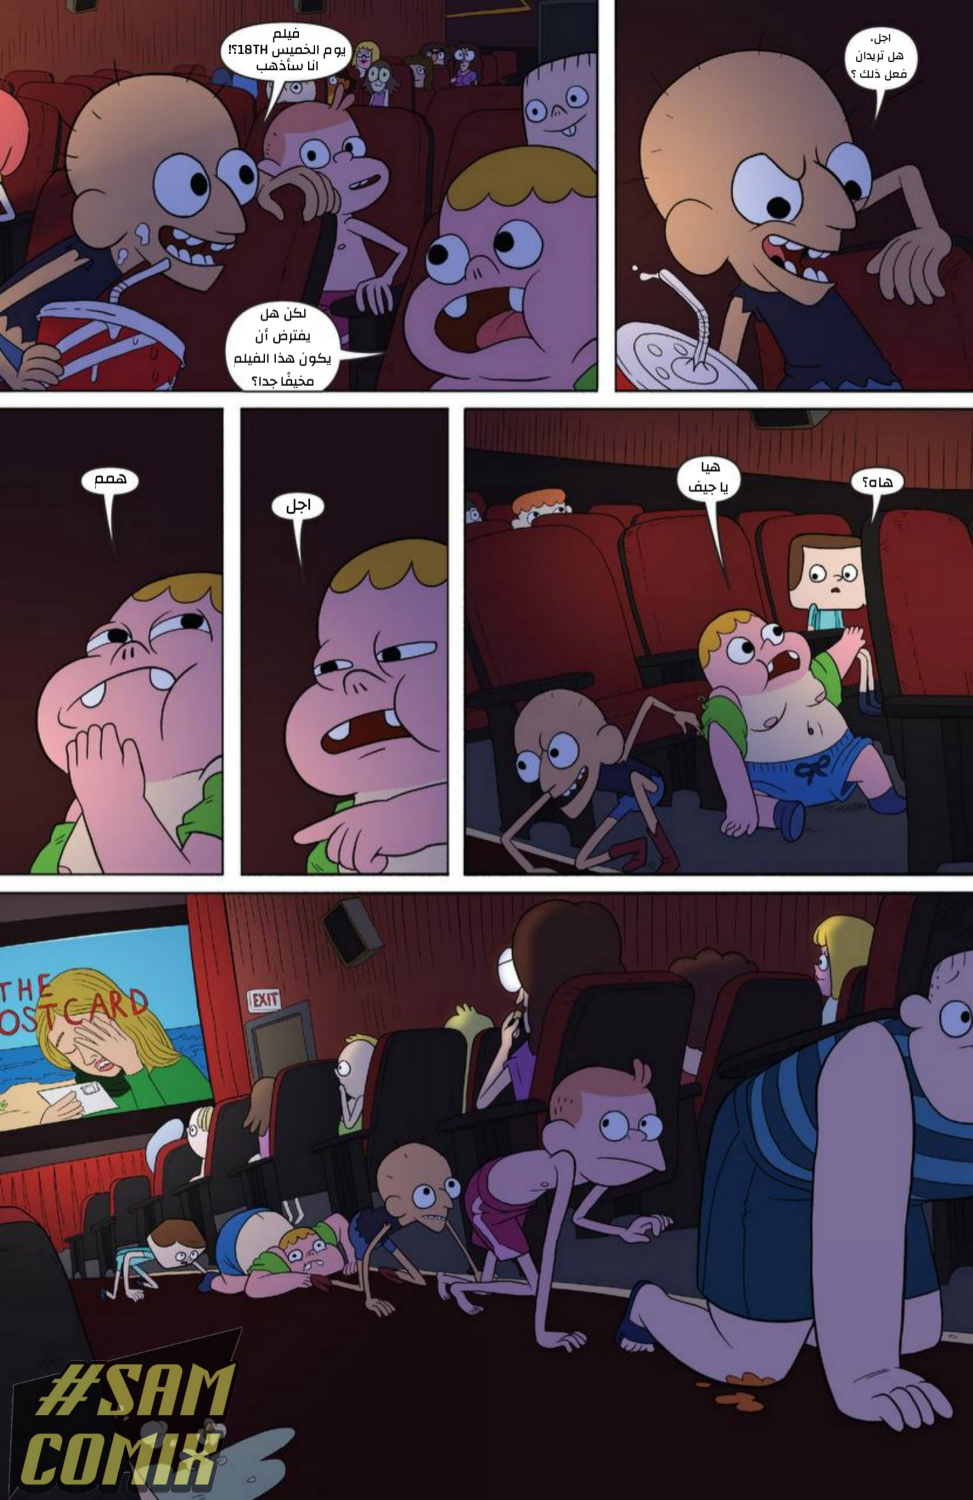 فيلم
يوم الخميس 18TH؟!
انا سأذهب
لكن هل
يفترض أن
يكون هذا الفيلم
مخيفًا جدا؟
اجل،
هل تريدان
فعل ذلك ؟
همم
اجل
هيا
يا جيف
هاه؟
THE
OSTCARD
EXIT
#SAM
COMIX